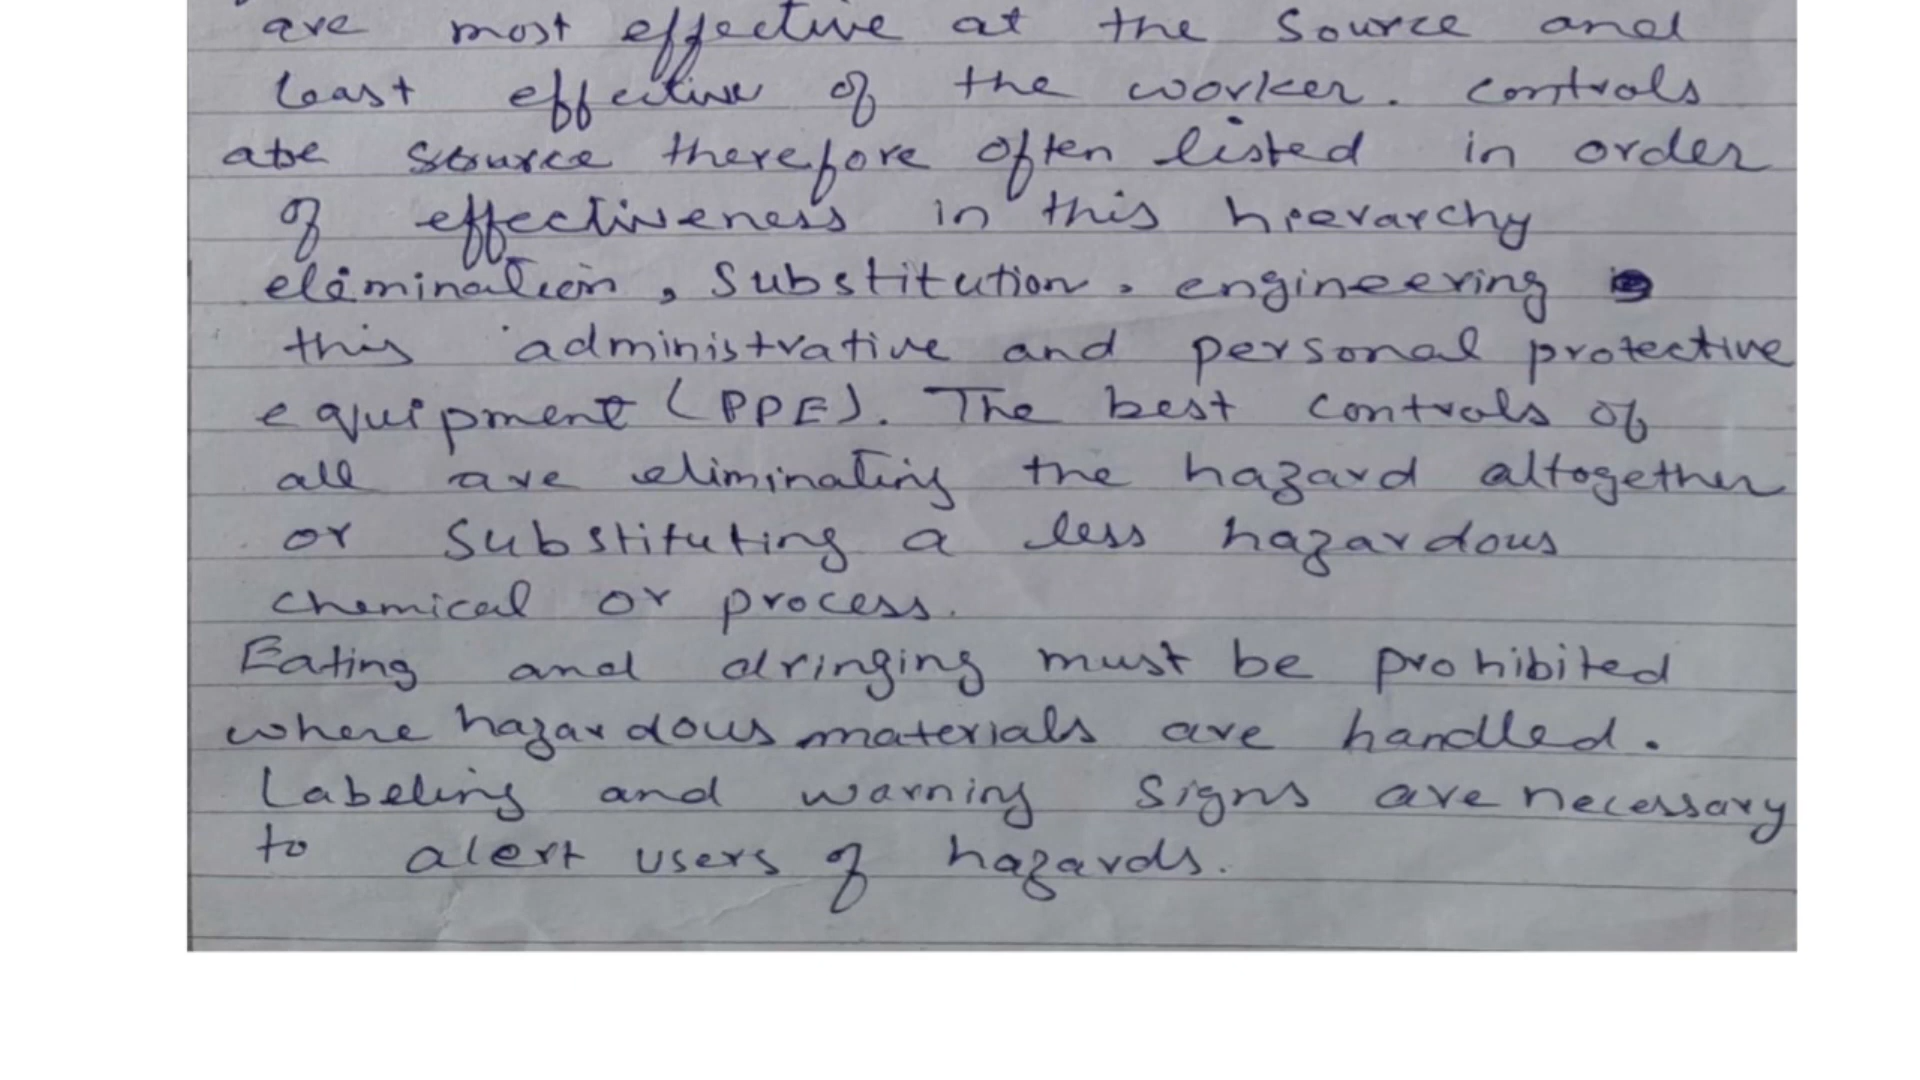 are most effective at the source and
least effective of the worker. controls
are source therefore often listed in order
of effectiveness in this hierarchy
elimination, substitution, engineering
this administrative and personal protective
equipment (PPE). The best controls of
all are eliminating the hazard altogether
or substituting a less hazardous
chemical or process.
Eating and dringing must be prohibited
where hazardous materials are handled.
Labeling and warning signs are necessary
to alert users of hazards.